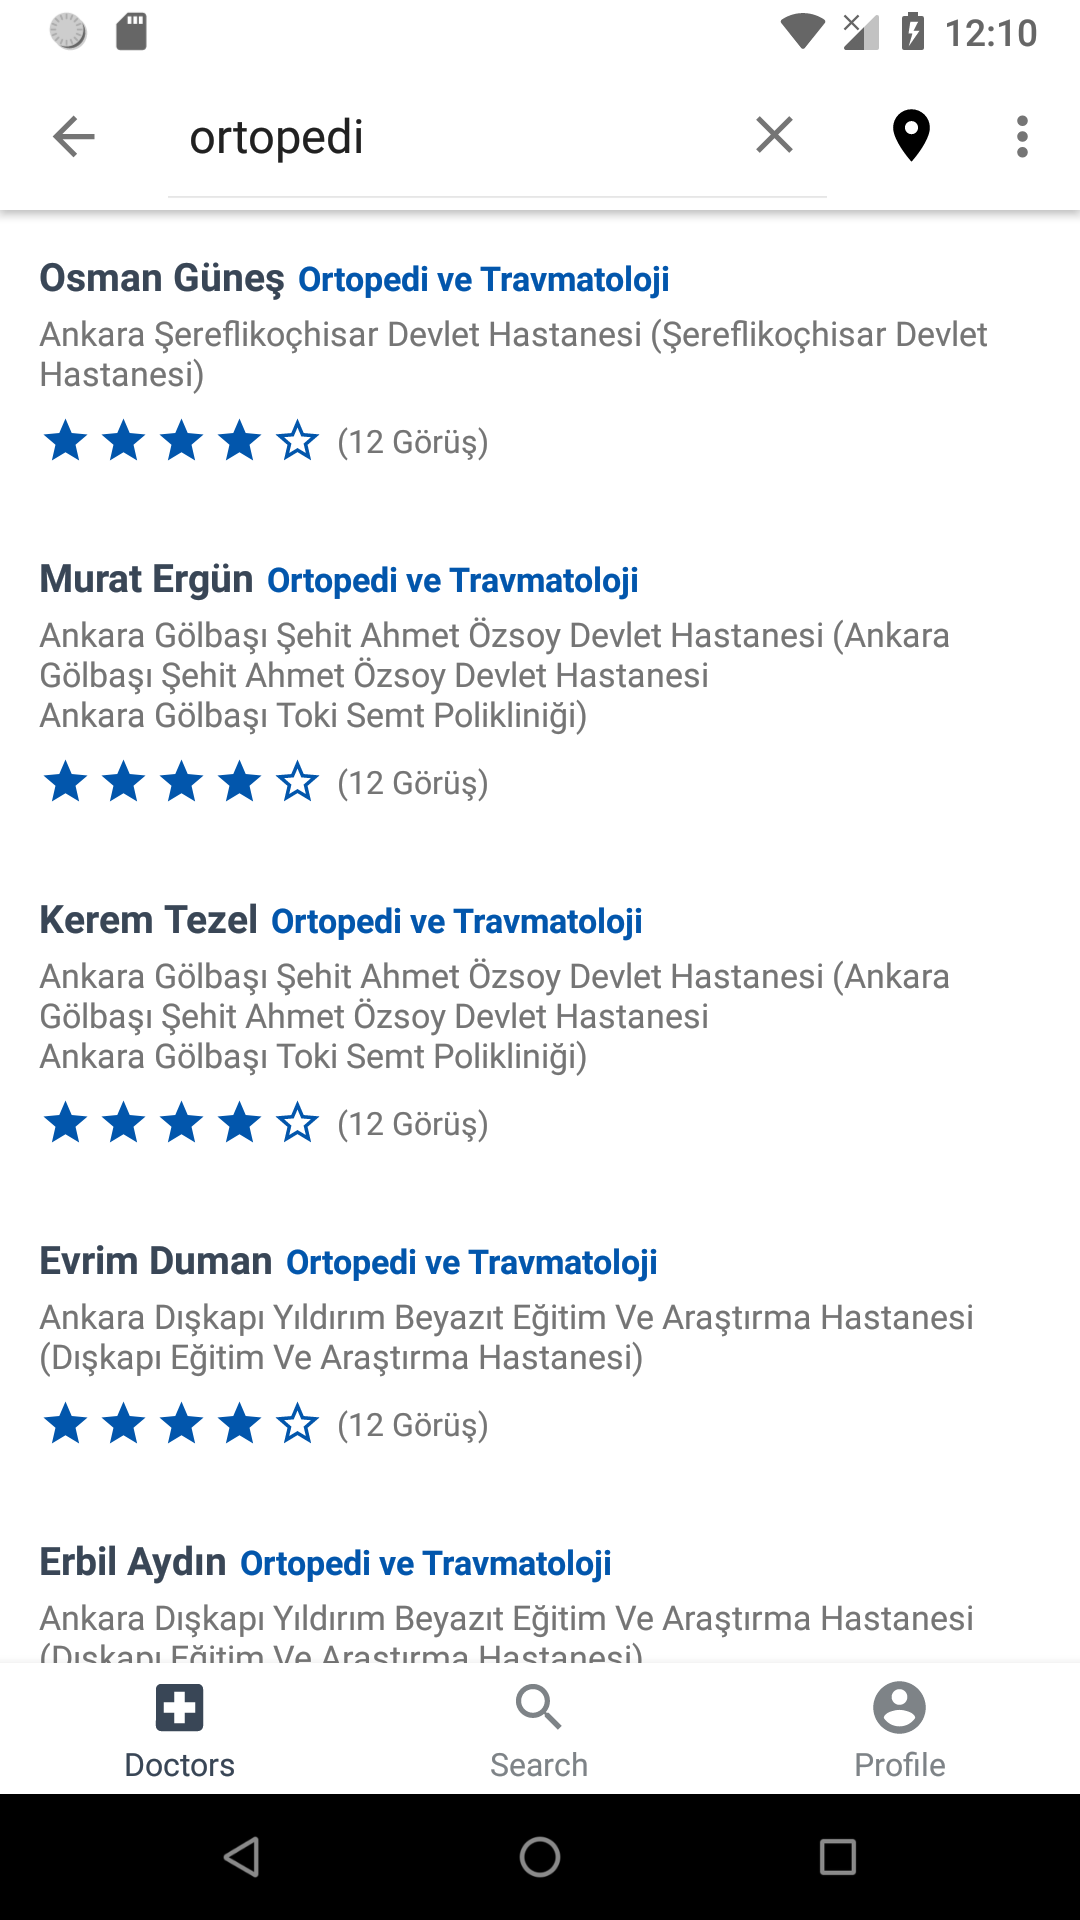 12:10
ortopedi
Osman Güneş Ortopedi ve Travmatoloji
Ankara Şereflikoçhisar Devlet Hastanesi (Şereflikoçhisar Devlet
Hastanesi)
(12 Görüş)
Murat Ergün Ortopedi ve Travmatoloji
Ankara Gölbaşı Şehit Ahmet Özsoy Devlet Hastanesi (Ankara
Gölbaşı Şehit Ahmet Özsoy Devlet Hastanesi
Ankara Gölbaşı Toki Semt Polikliniği)
(12 Görüş)
Kerem Tezel Ortopedi ve Travmatoloji
Ankara Gölbaşı Şehit Ahmet Özsoy Devlet Hastanesi (Ankara
Gölbaşı Şehit Ahmet Özsoy Devlet Hastanesi
Ankara Gölbaşı Toki Semt Polikliniği)
(12 Görüş)
Evrim Duman Ortopedi ve Travmatoloji
Ankara Dışkapı Yıldırım Beyazıt Eğitim Ve Araştırma Hastanesi
(Dışkapı Eğitim Ve Araştırma Hastanesi)
(12 Görüş)
Erbil Aydın Ortopedi ve Travmatoloji
Ankara Dışkapı Yıldırım Beyazıt Eğitim Ve Araştırma Hastanesi
(Dışkapı Eğitim Ve Araştırma Hastanesi)
Doctors
Search
Profile